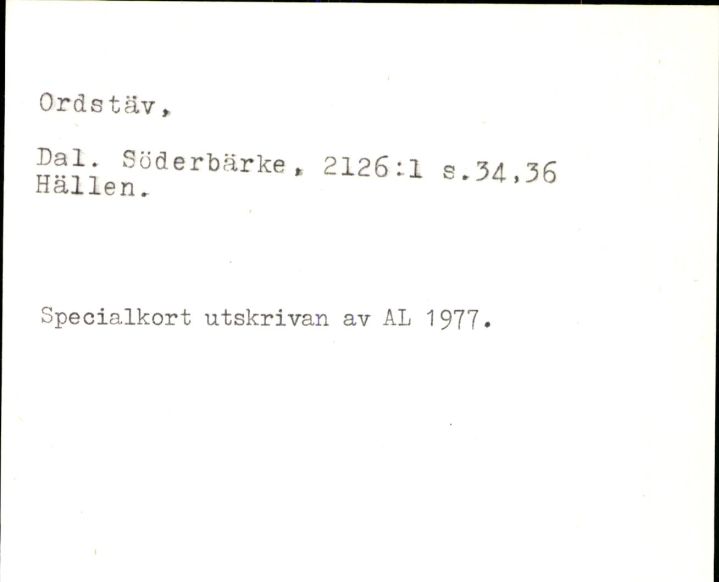 Ordstäv,
Dal. Söderbärke, 2126:1 s.34,36
Hällen.
Specialkort utskrivan av AL 1977.